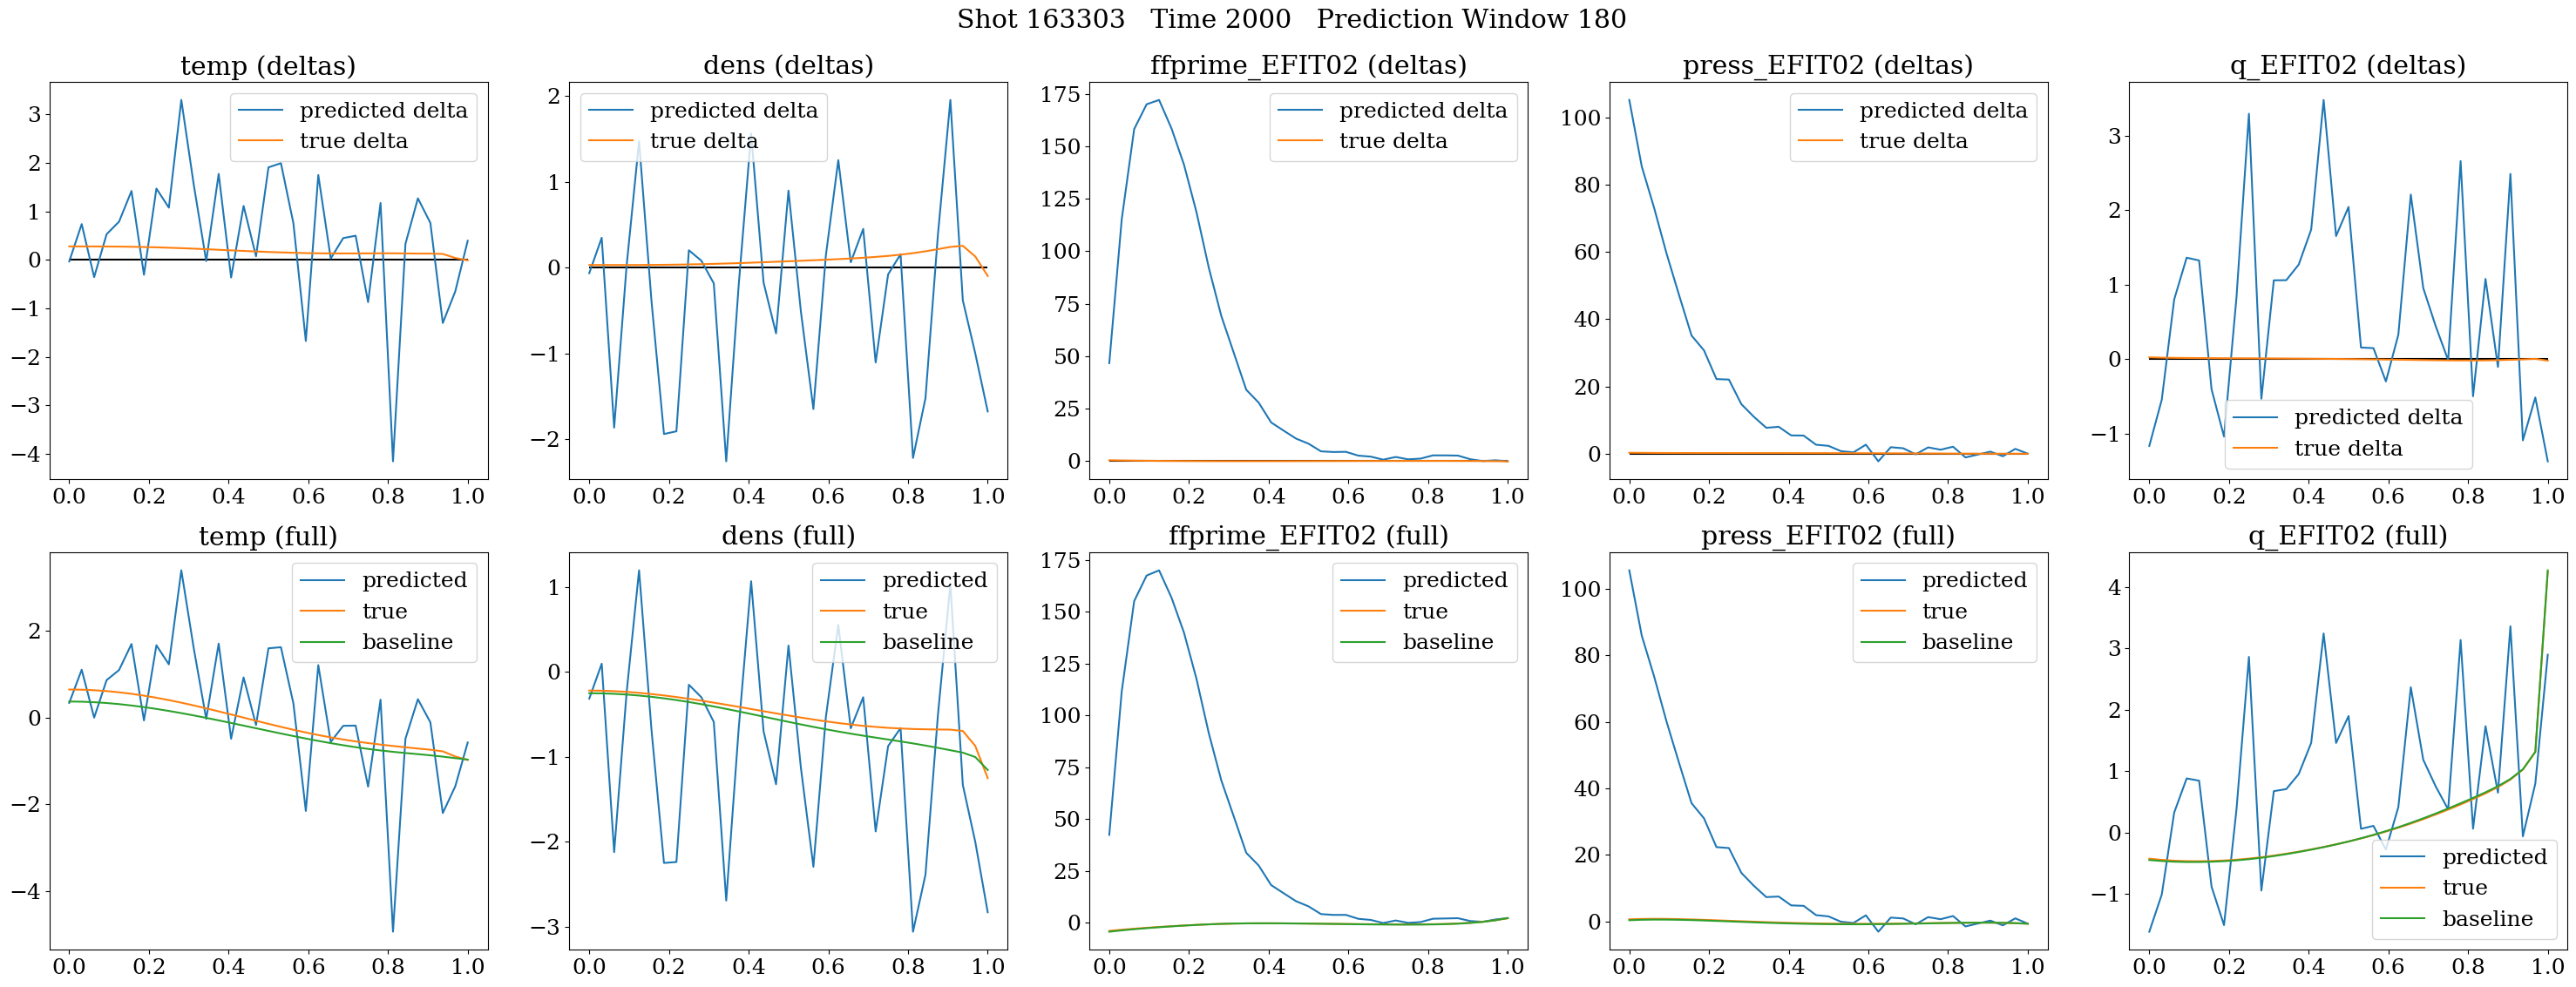 Shot 163303   Time 2000   Prediction Window 180
temp (deltas)
predicted delta
true delta
3
2
1
0
−1
−2
−3
−4
0.0 0.2 0.4 0.6 0.8 1.0
dens (deltas)
predicted delta
true delta
2
1
0
−1
−2
0.0 0.2 0.4 0.6 0.8 1.0
ffprime_EFIT02 (deltas)
predicted delta
true delta
175
150
125
100
75
50
25
0
0.0 0.2 0.4 0.6 0.8 1.0
press_EFIT02 (deltas)
predicted delta
true delta
100
80
60
40
20
0
0.0 0.2 0.4 0.6 0.8 1.0
q_EFIT02 (deltas)
3
2
1
0
−1
predicted delta
true delta
0.0 0.2 0.4 0.6 0.8 1.0
temp (full)
predicted
true
baseline
2
0
−2
−4
0.0 0.2 0.4 0.6 0.8 1.0
dens (full)
predicted
true
baseline
1
0
−1
−2
−3
0.0 0.2 0.4 0.6 0.8 1.0
ffprime_EFIT02 (full)
predicted
true
baseline
175
150
125
100
75
50
25
0
0.0 0.2 0.4 0.6 0.8 1.0
press_EFIT02 (full)
predicted
true
baseline
100
80
60
40
20
0
0.0 0.2 0.4 0.6 0.8 1.0
q_EFIT02 (full)
4
3
2
1
0
−1
predicted
true
baseline
0.0 0.2 0.4 0.6 0.8 1.0